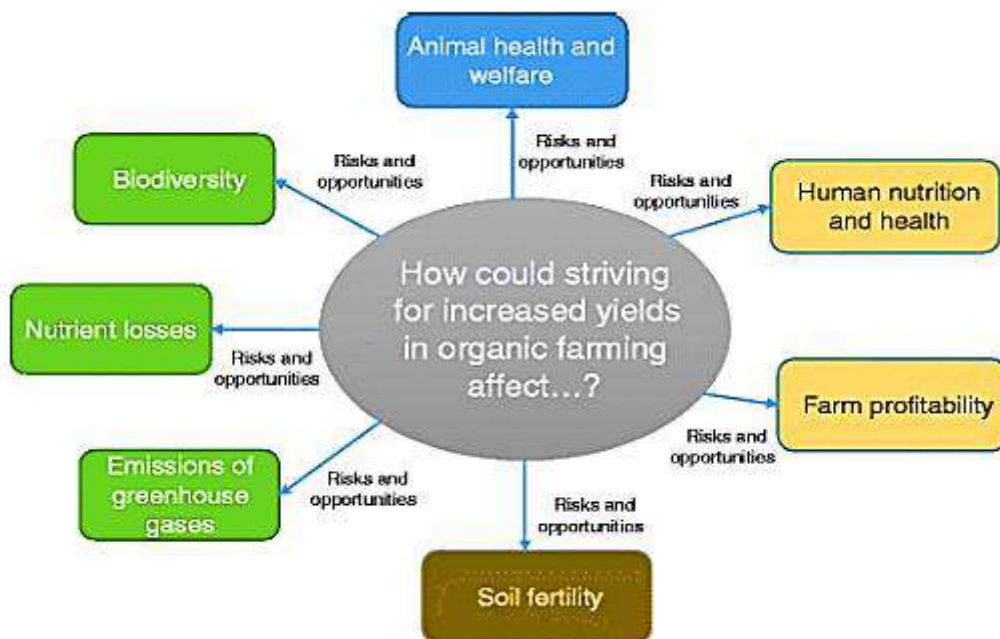 Animal health and
welfare
Risks and
opportunities
Biodiversity
Risks and
opportunities
Risks and
opportunities
Human nutrition
and health
How could striving
for increased yields
in organic farming
affect...?
Nutrient losses
Risks and
opportunities
Farm profitability
Risks and
opportunities
Emissions of
greenhouse
gases
Risks and
opportunities
Risks and
opportunities
Soil fertility